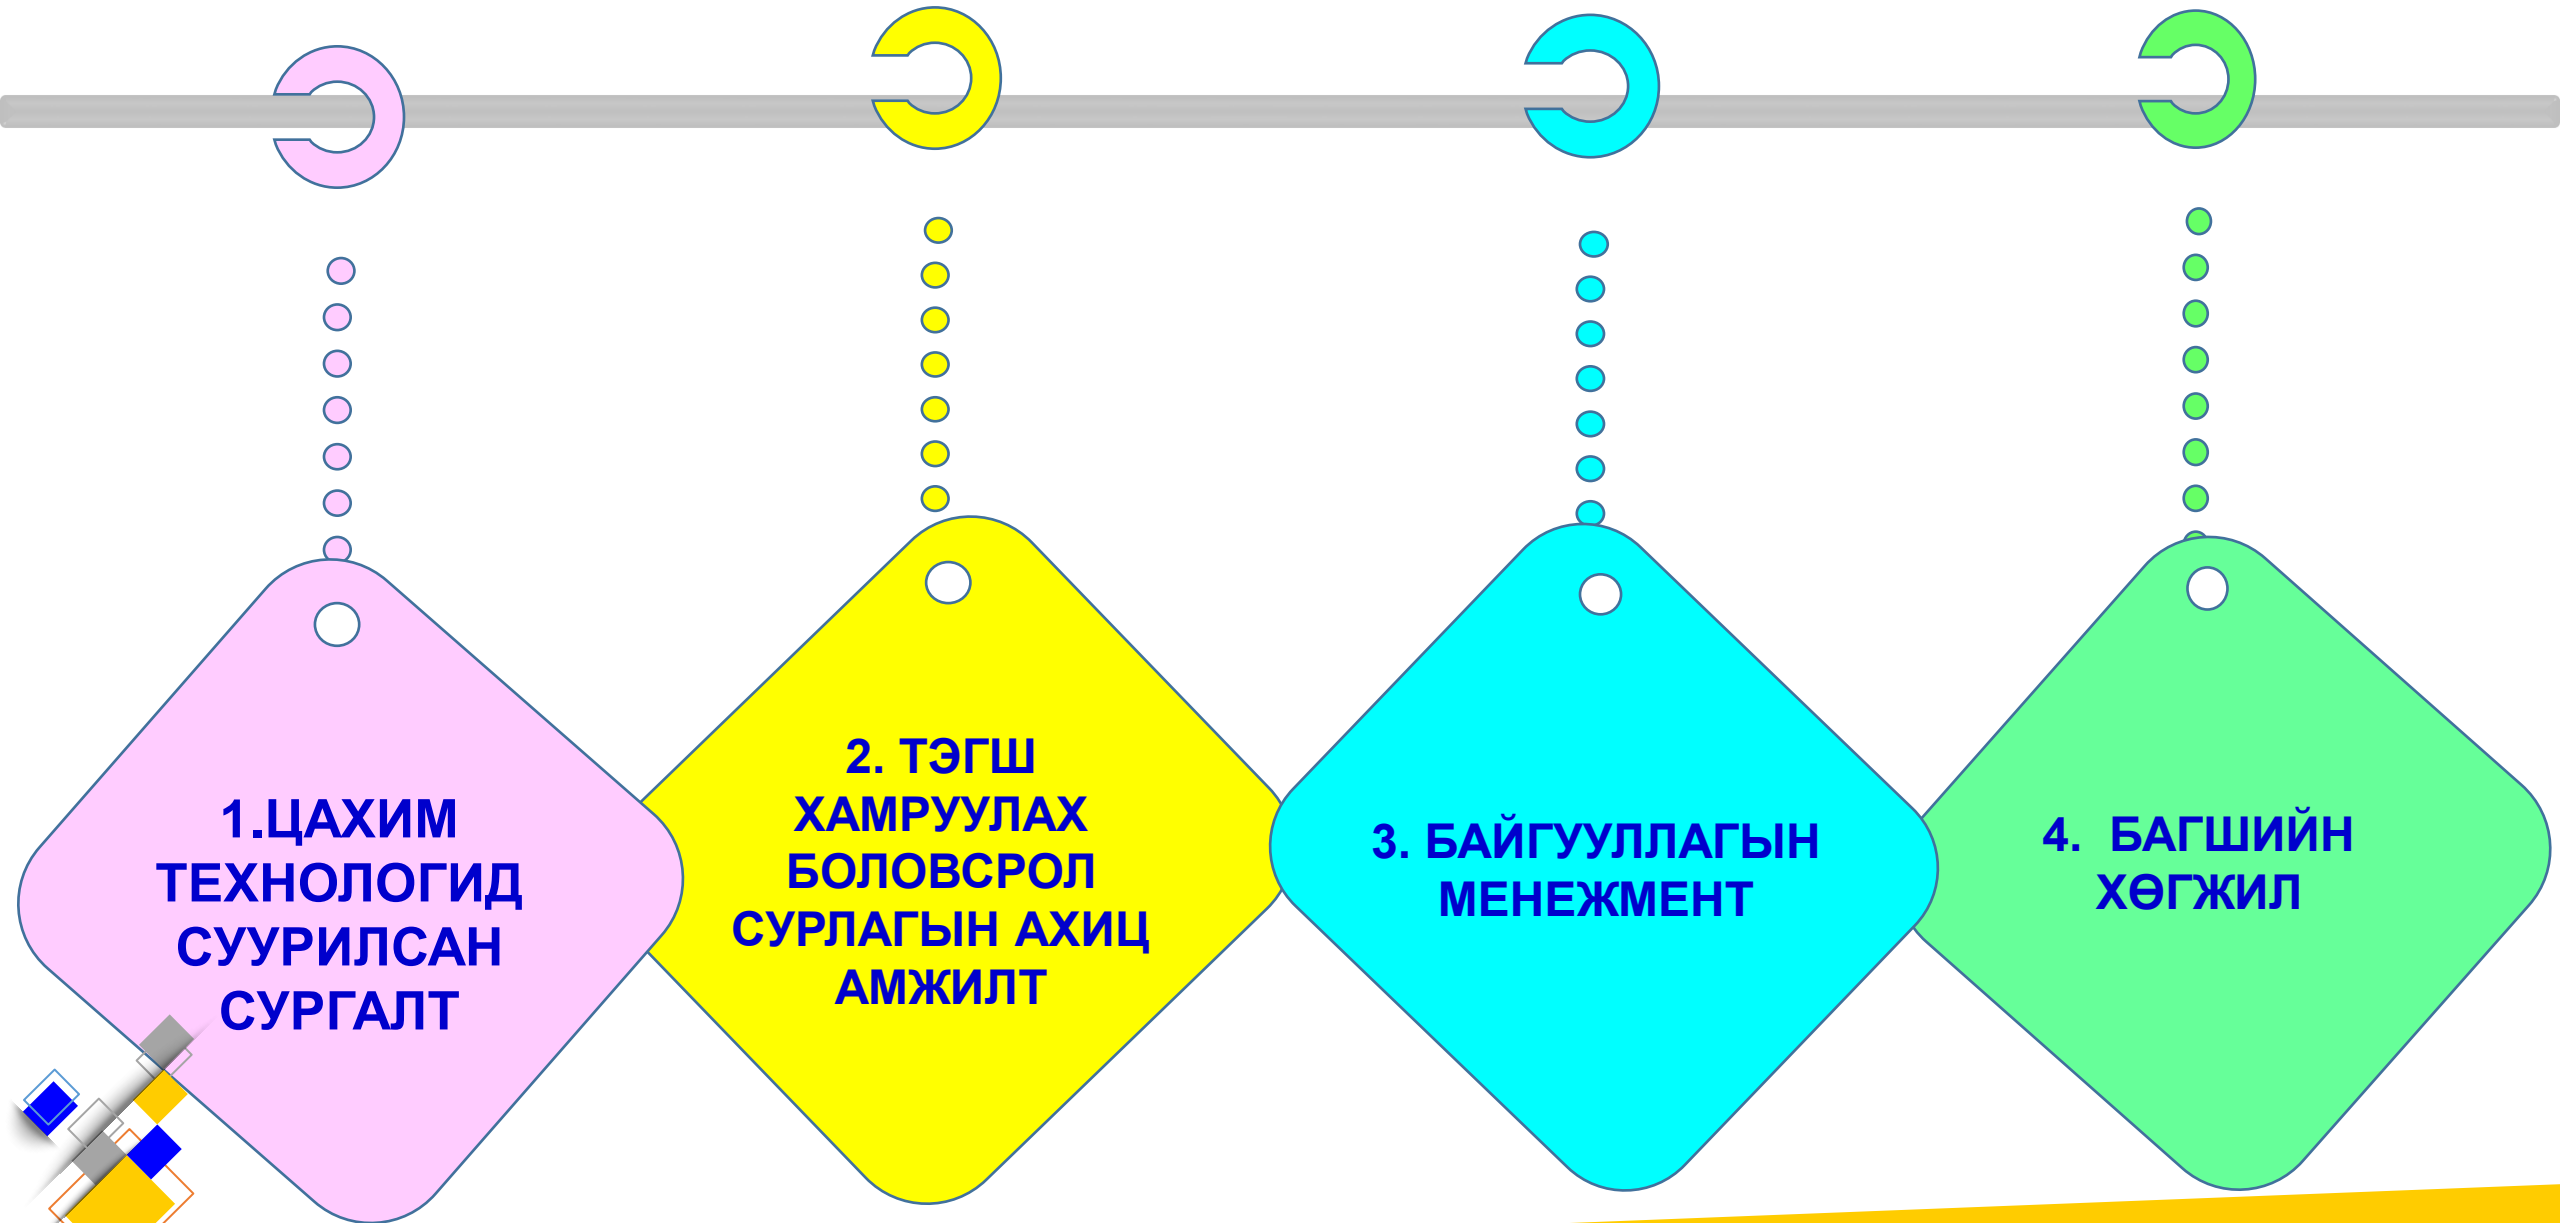 1.ЦАХИМ
ТЕХНОЛОГИД
СУУРИЛСАН
СУРГАЛТ
2. ТЭГШ
ХАМРУУЛАХ
БОЛОВСРОЛ
СУРЛАГЫН АХИЦ
АМЖИЛТ
3. БАЙГУУЛЛАГЫН
МЕНЕЖМЕНТ
4. БАГШИЙН
ХӨГЖИЛ